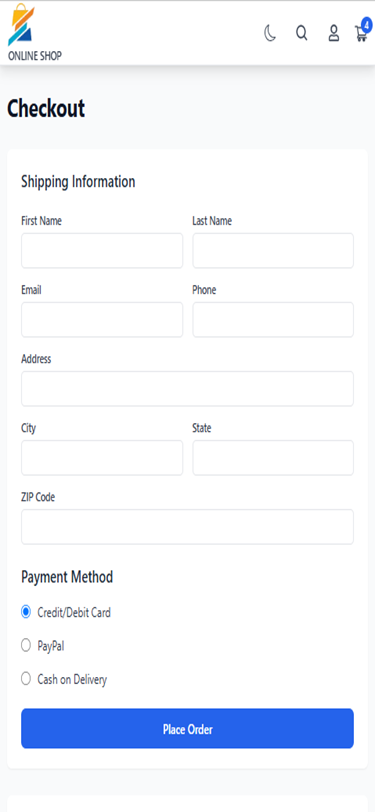 ONLINE SHOP
4
Checkout
Shipping Information
First Name Last Name
Email Phone
Address
City State
ZIP Code
Payment Method
Credit/Debit Card
PayPal
Cash on Delivery
Place Order